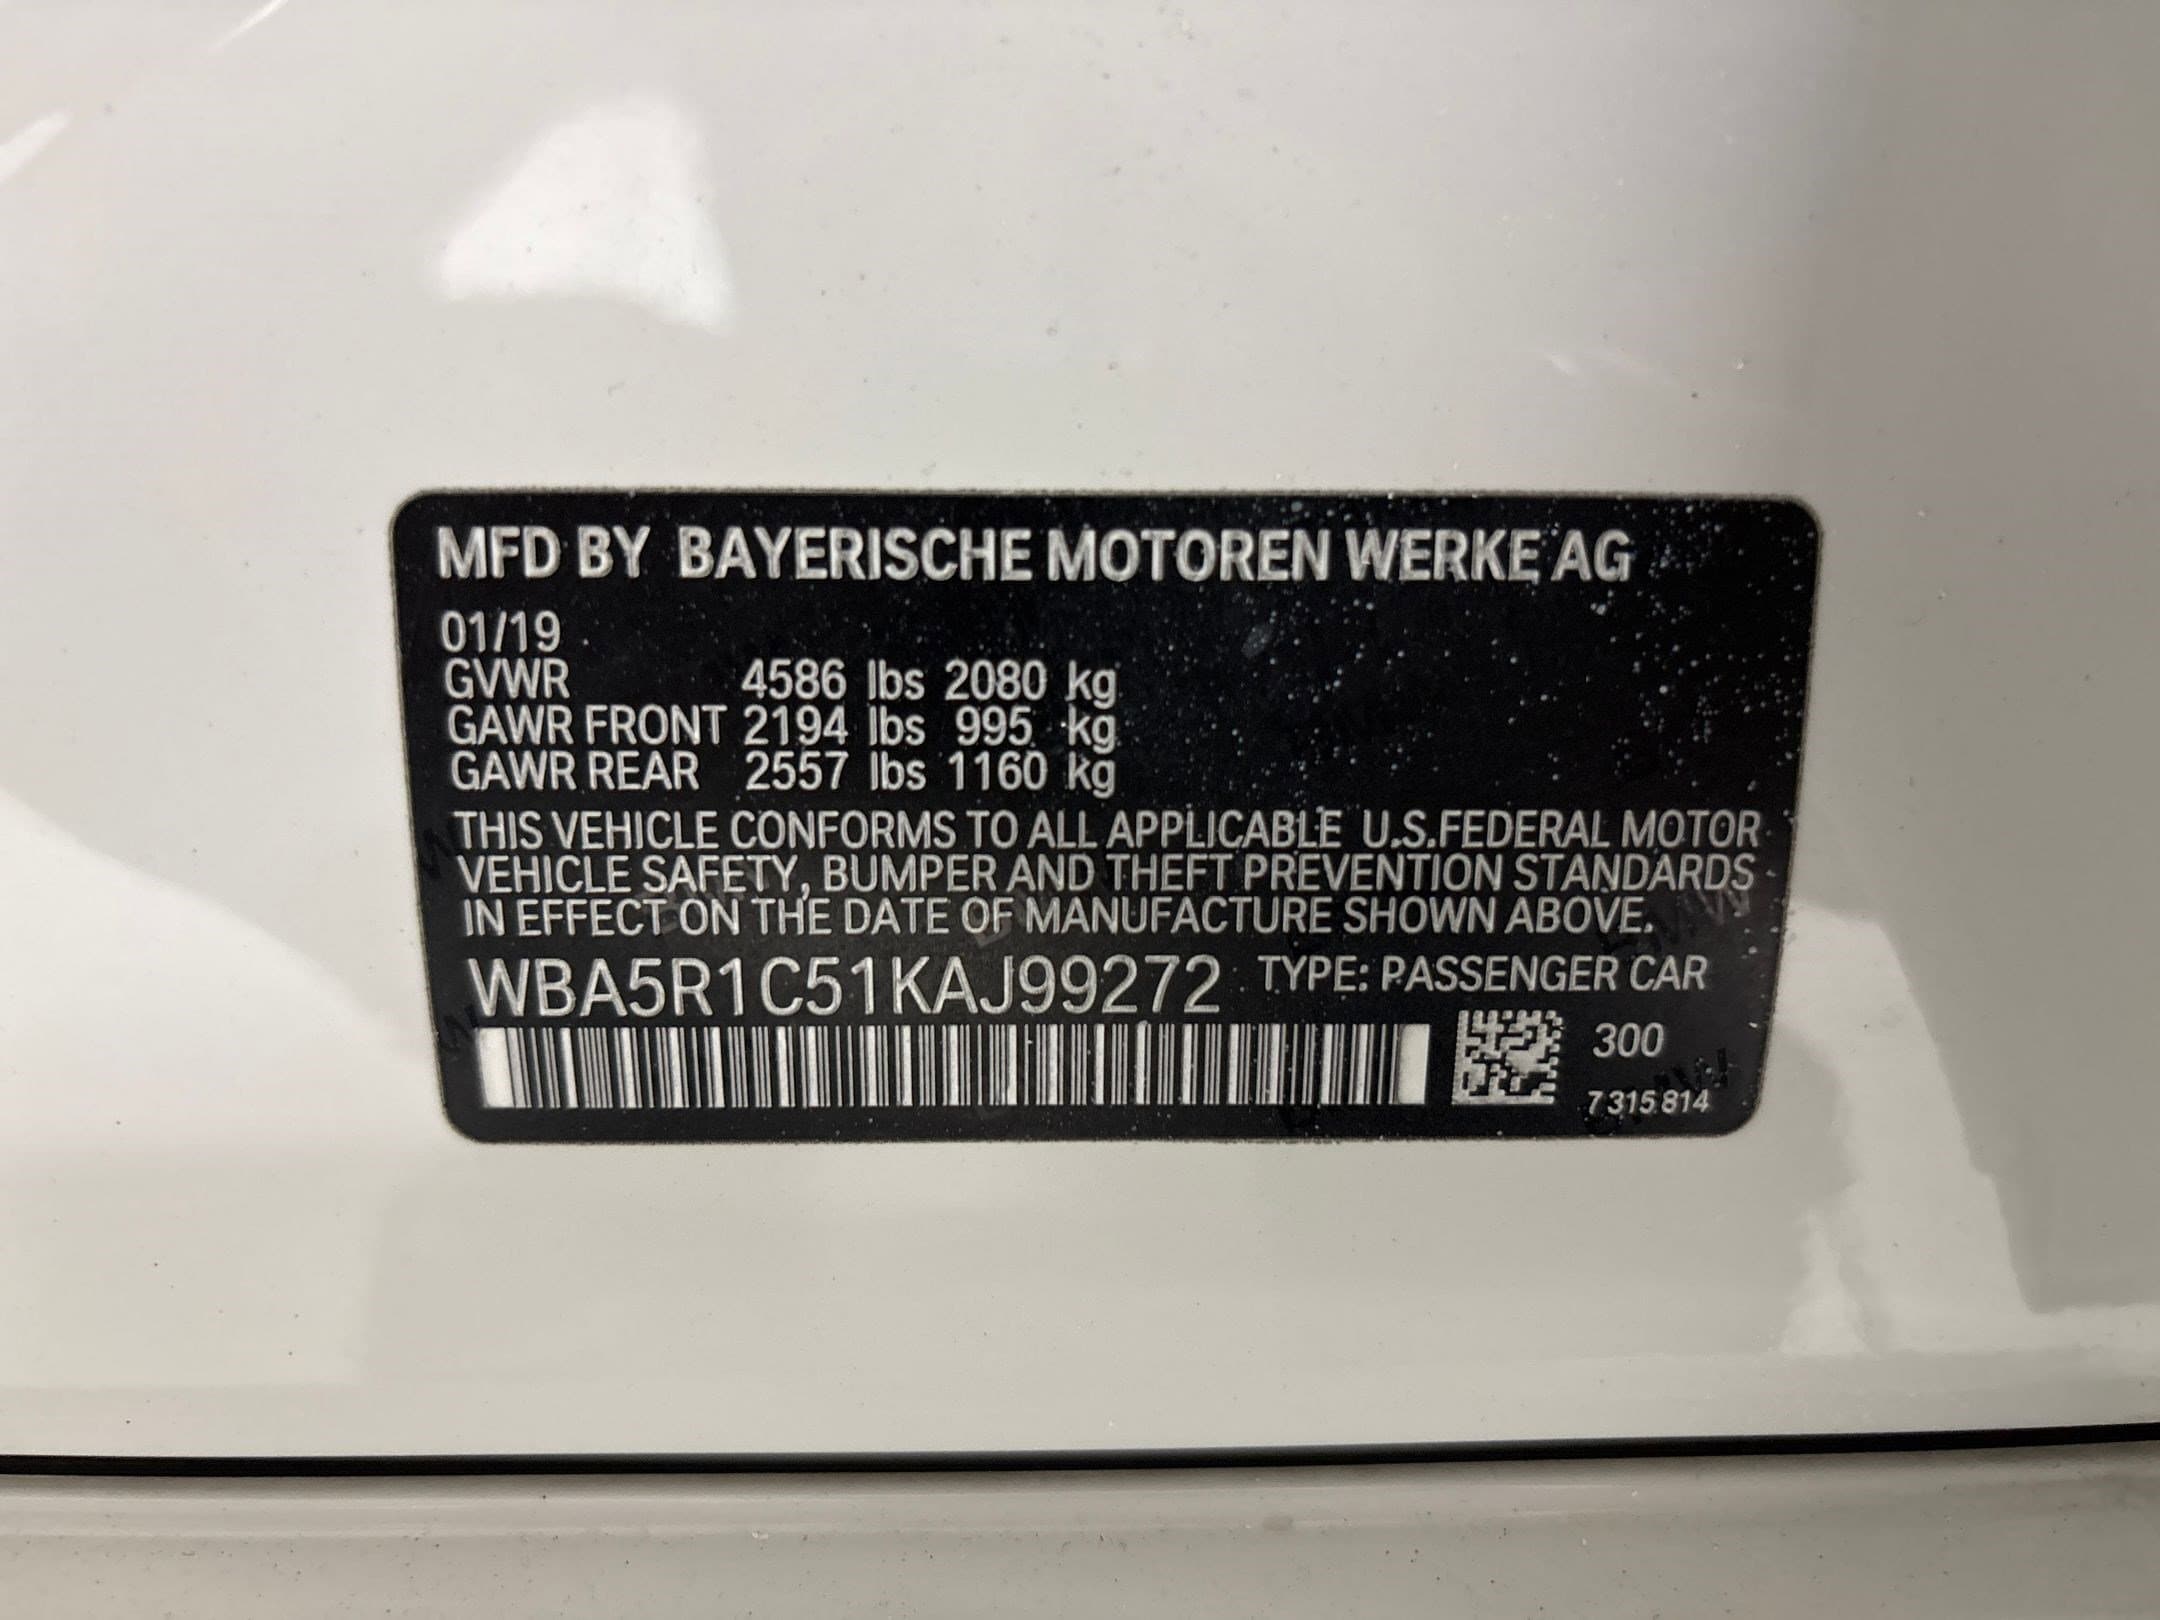 MFD BY BAYERISCHE MOTOREN WERKE AG
01/19
GVWR 4586 lbs 2080 kg
GAWR FRONT 2194 lbs 995 kg
GAWR REAR 2557 lbs 1160 kg
THIS VEHICLE CONFORMS TO ALL APPLICABLE U.S.FEDERAL MOTOR
VEHICLE SAFETY, BUMPER AND THEFT PREVENTION STANDARDS
IN EFFECT ON THE DATE OF MANUFACTURE SHOWN ABOVE.
WBA5R1C51KAJ99272 TYPE: PASSENGER CAR
300
7 315 814